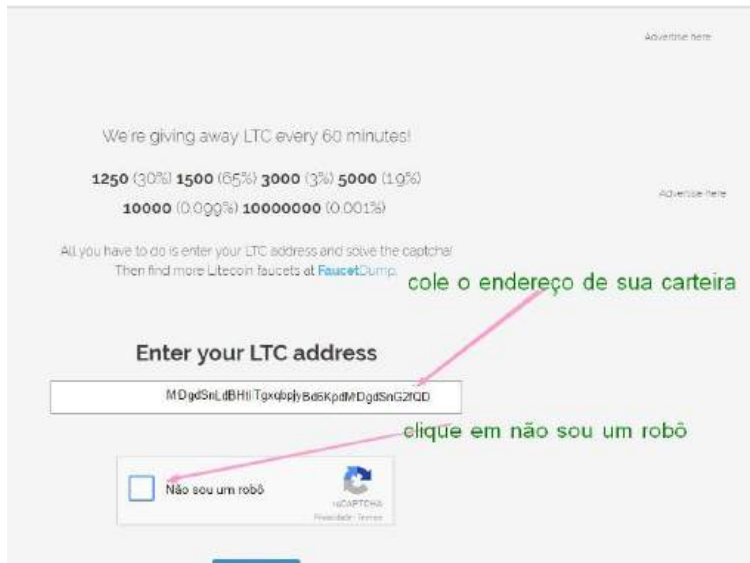 Advertise here
We're giving away LTC every 60 minutes!
1250 (30%) 1500 (65%) 3000 (3%) 5000 (1.9%)
10000 (0.099%) 10000000 (0.001%)
Advertise here
All you have to do is enter your LTC address and solve the captcha!
Then find more Litecoin faucets at FaucetDump.
cole o endereço de sua carteira
Enter your LTC address
clique em não sou um robô
Não sou um robô
reCAPTCHA
Privacidade - Termos